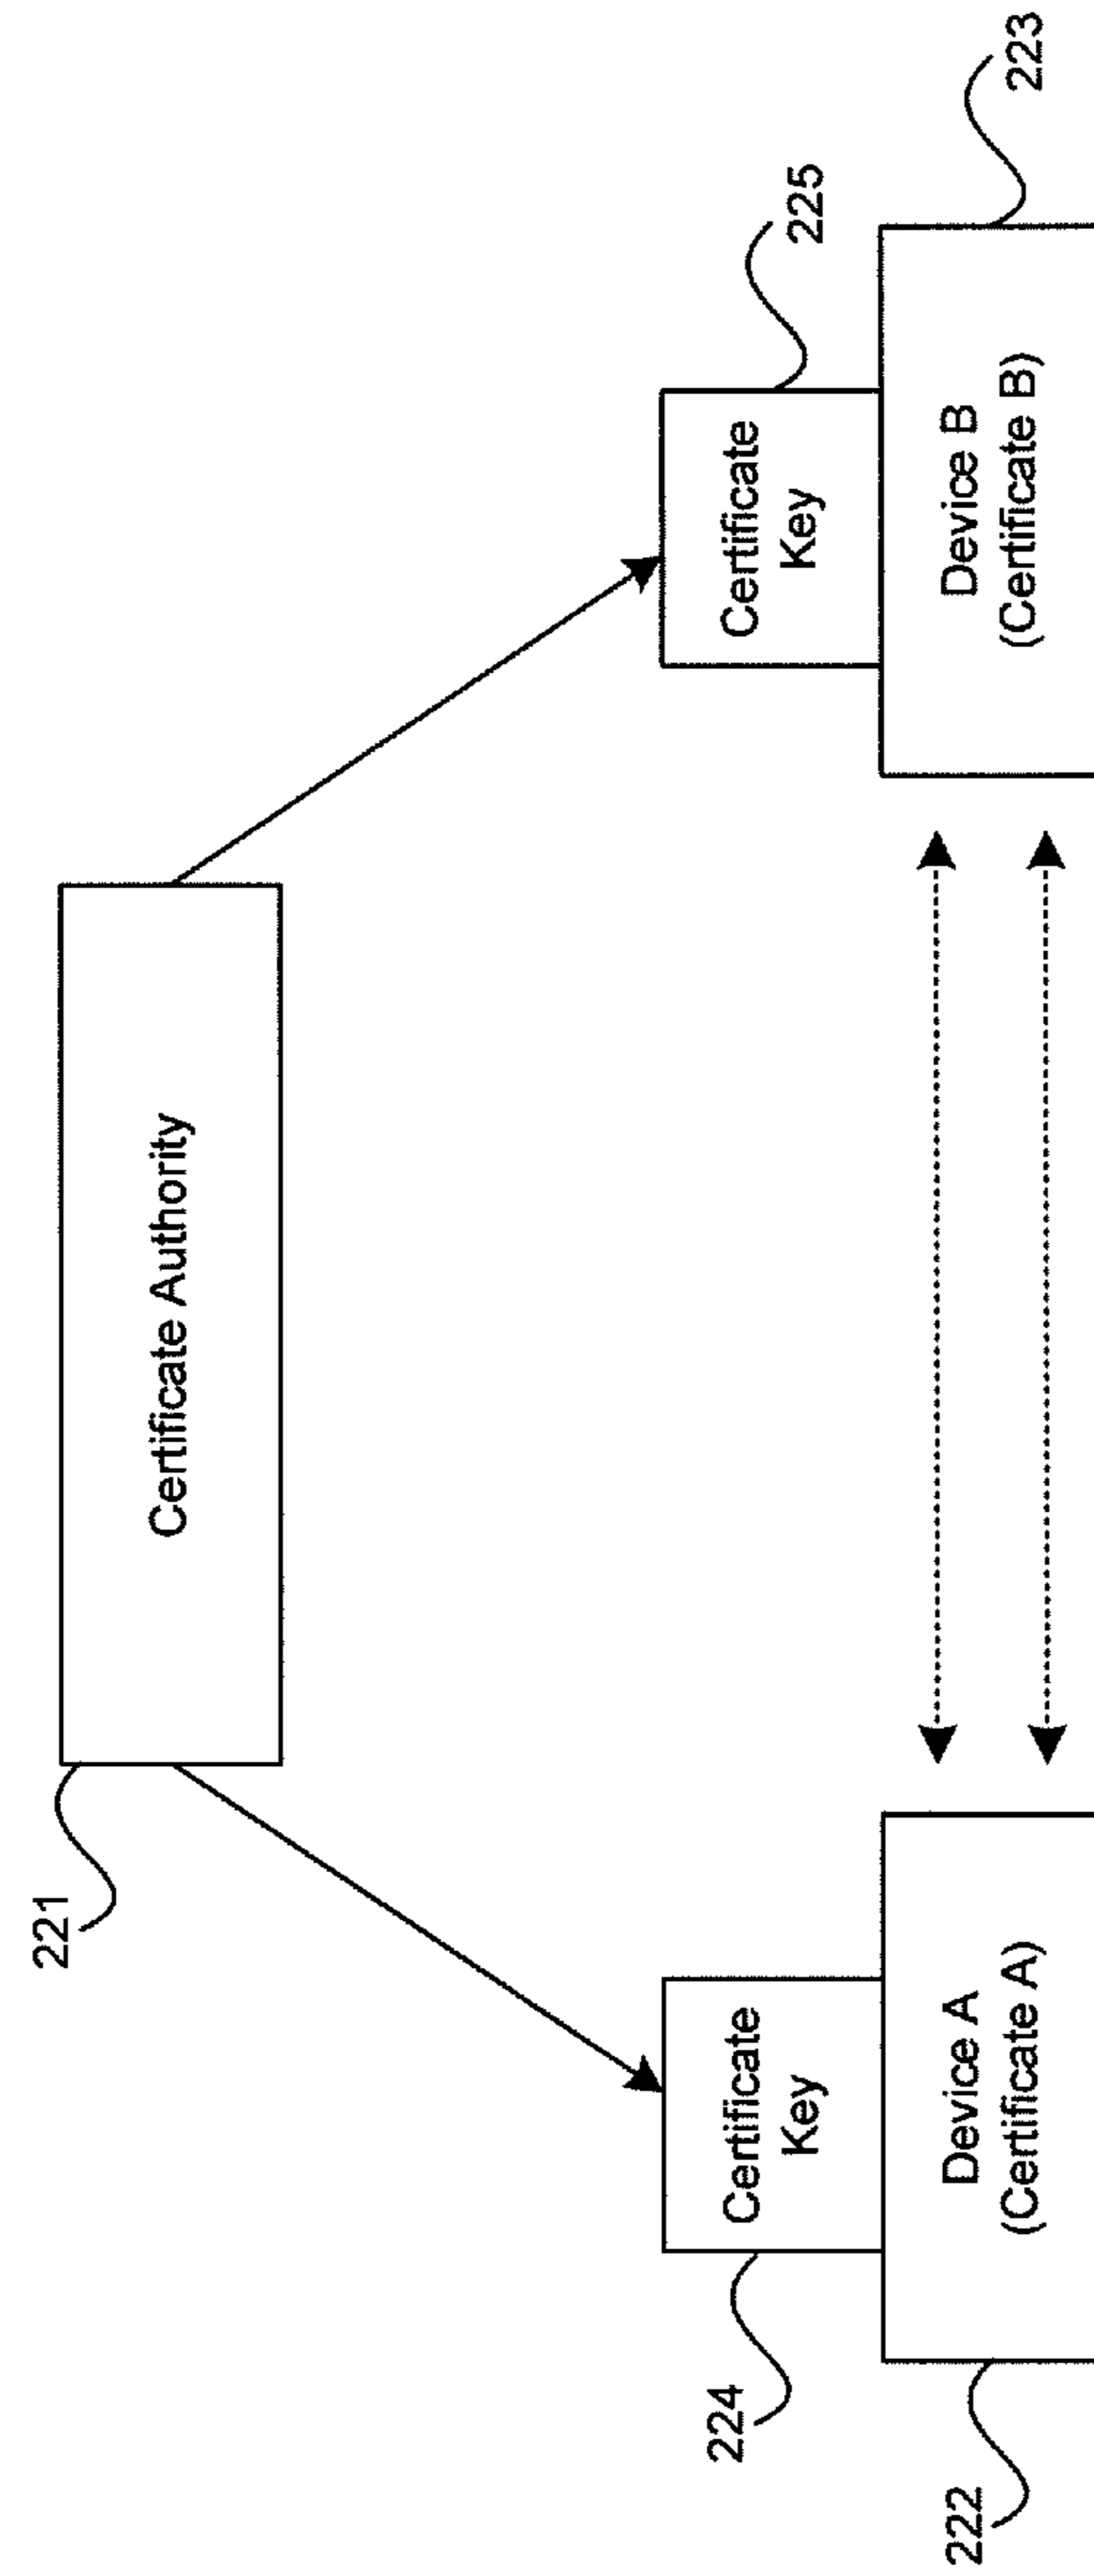 221
Certificate Authority
224
Certificate
Key
Certificate
Key
225
222
Device A
(Certificate A)
Device B
(Certificate B)
223